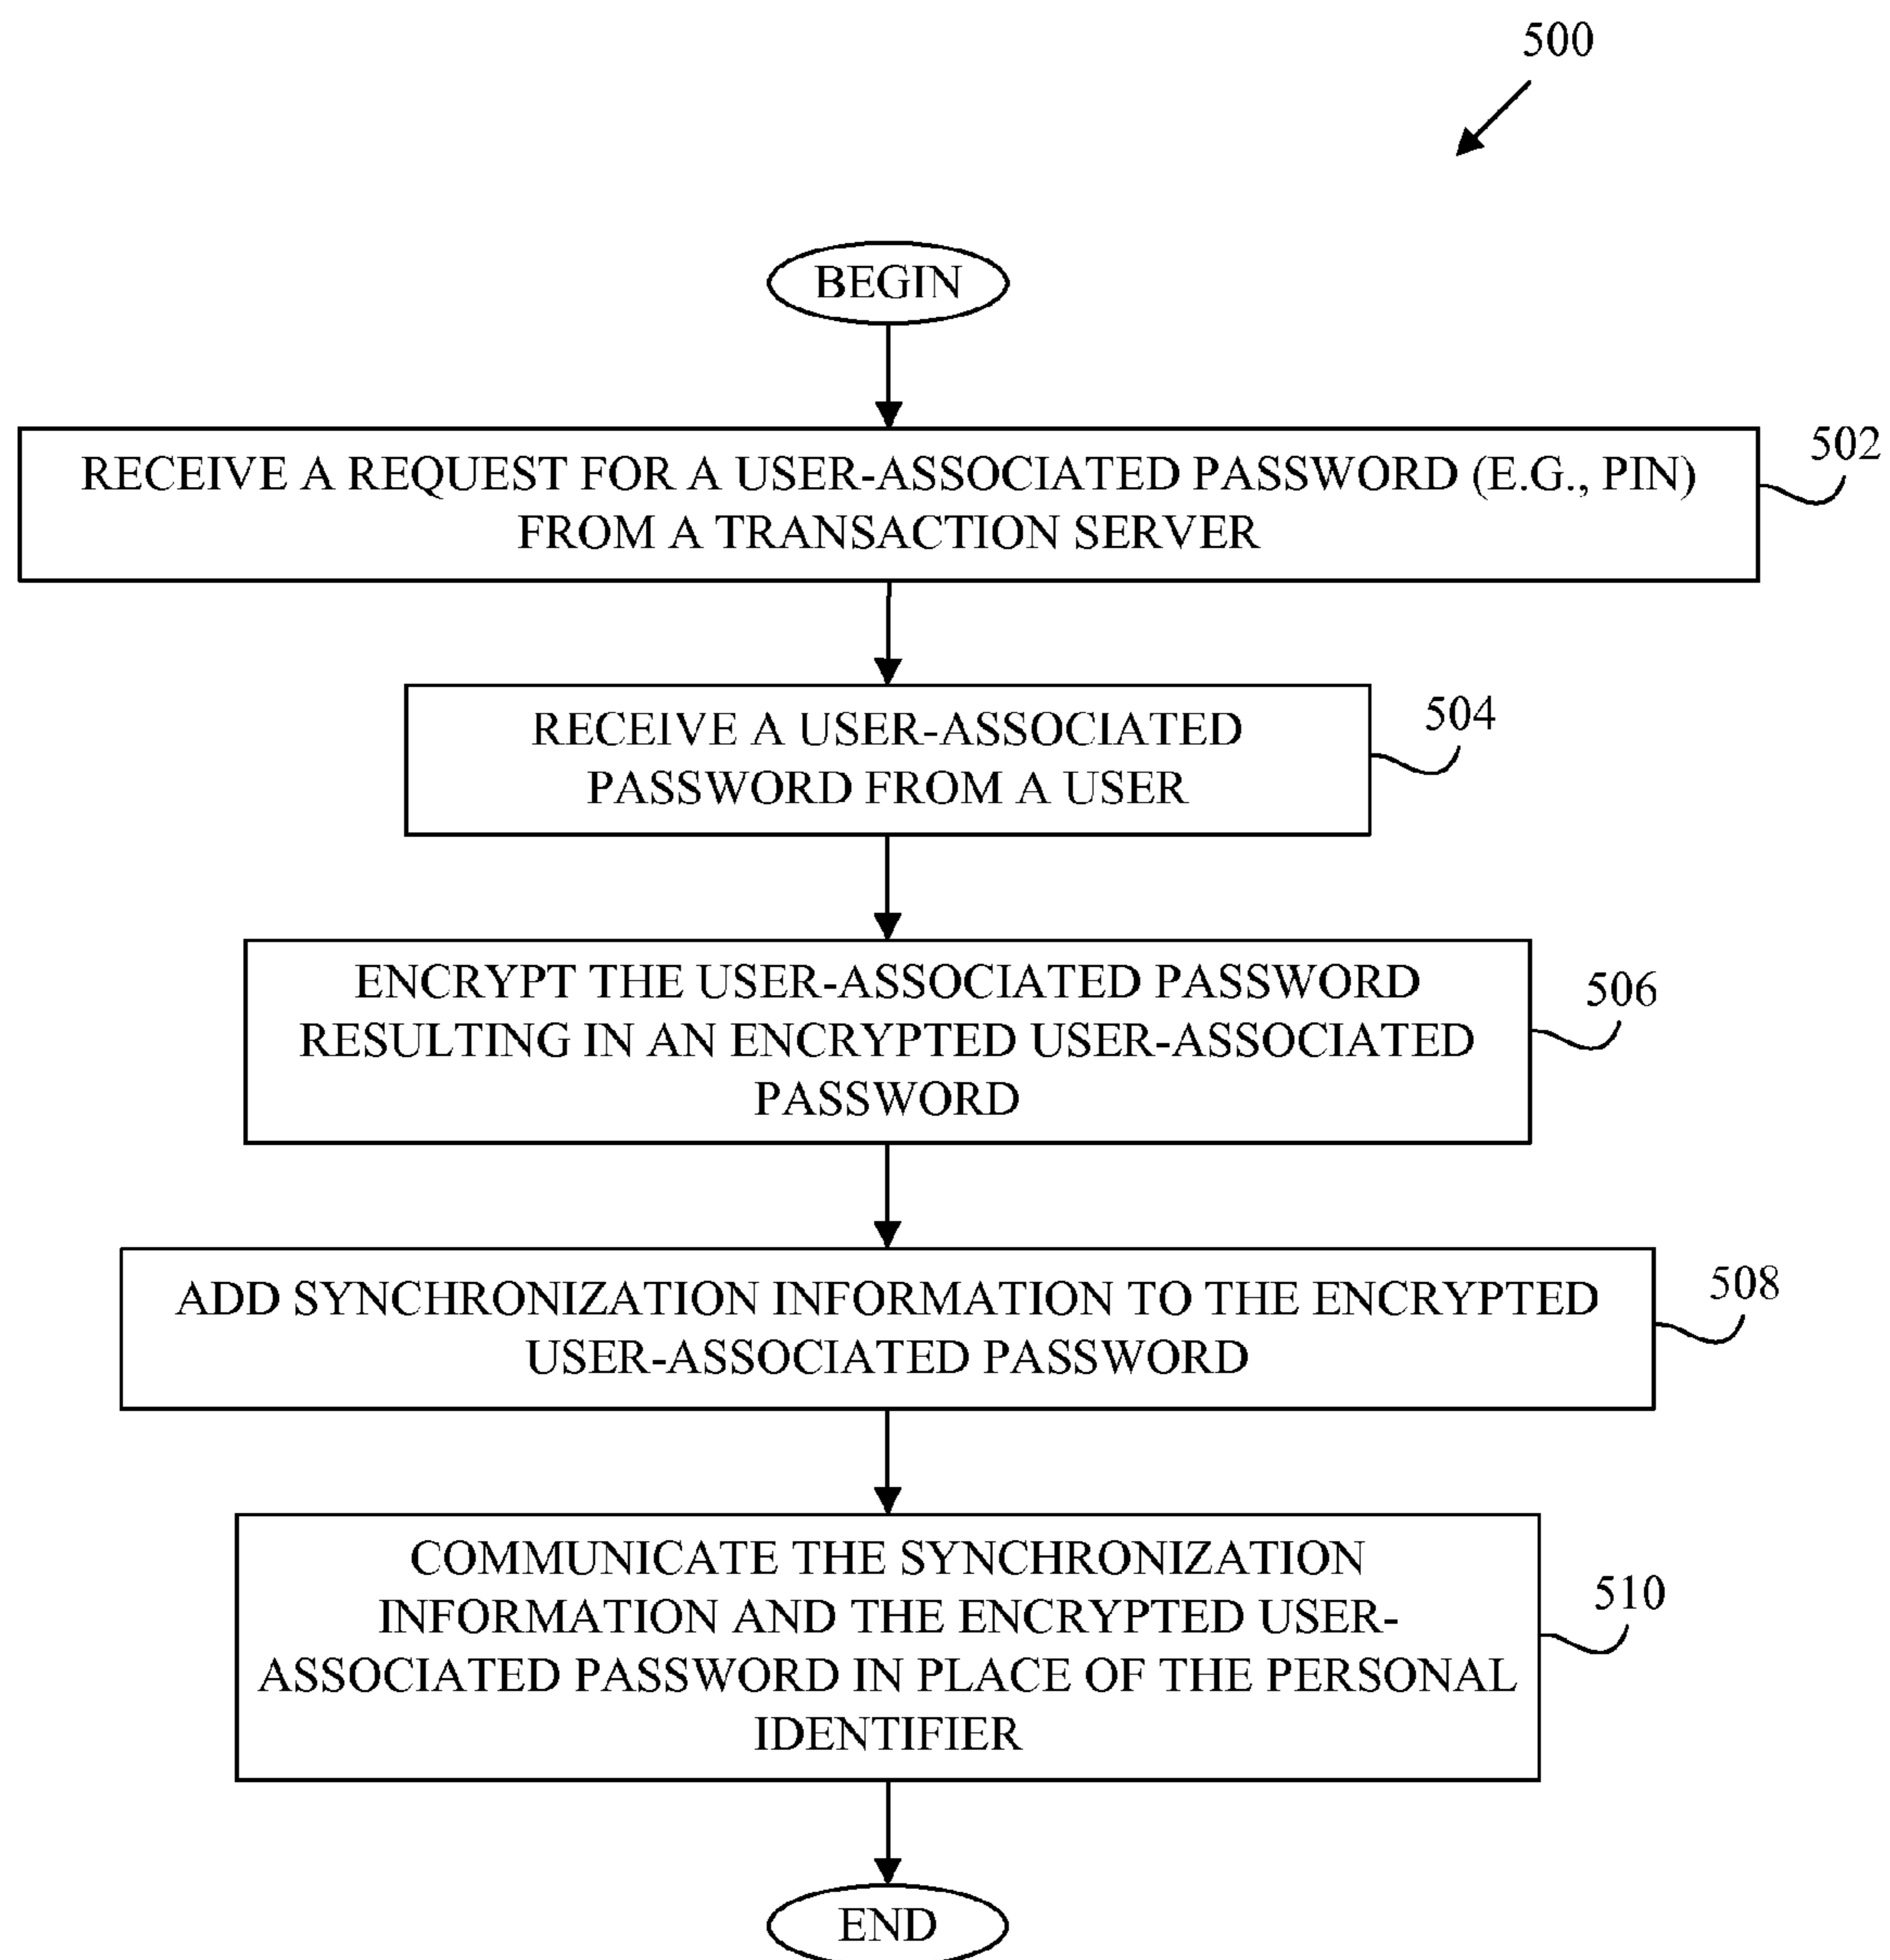 500
BEGIN
RECEIVE A REQUEST FOR A USER-ASSOCIATED PASSWORD (E.G., PIN)
FROM A TRANSACTION SERVER
502
RECEIVE A USER-ASSOCIATED
PASSWORD FROM A USER
504
ENCRYPT THE USER-ASSOCIATED PASSWORD
RESULTING IN AN ENCRYPTED USER-ASSOCIATED
PASSWORD
506
ADD SYNCHRONIZATION INFORMATION TO THE ENCRYPTED
USER-ASSOCIATED PASSWORD
508
COMMUNICATE THE SYNCHRONIZATION
INFORMATION AND THE ENCRYPTED USER-
ASSOCIATED PASSWORD IN PLACE OF THE PERSONAL
IDENTIFIER
510
END